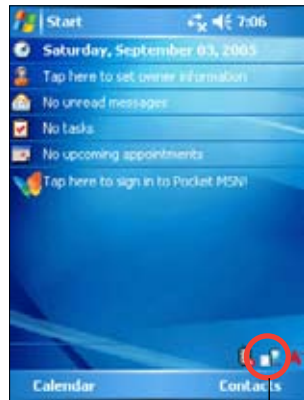 Start 7:06
Saturday, September 03, 2005
Tap here to set owner information
No unread messages
No tasks
No upcoming appointments
Tap here to sign in to Pocket MSN!
A
Calendar Contacts